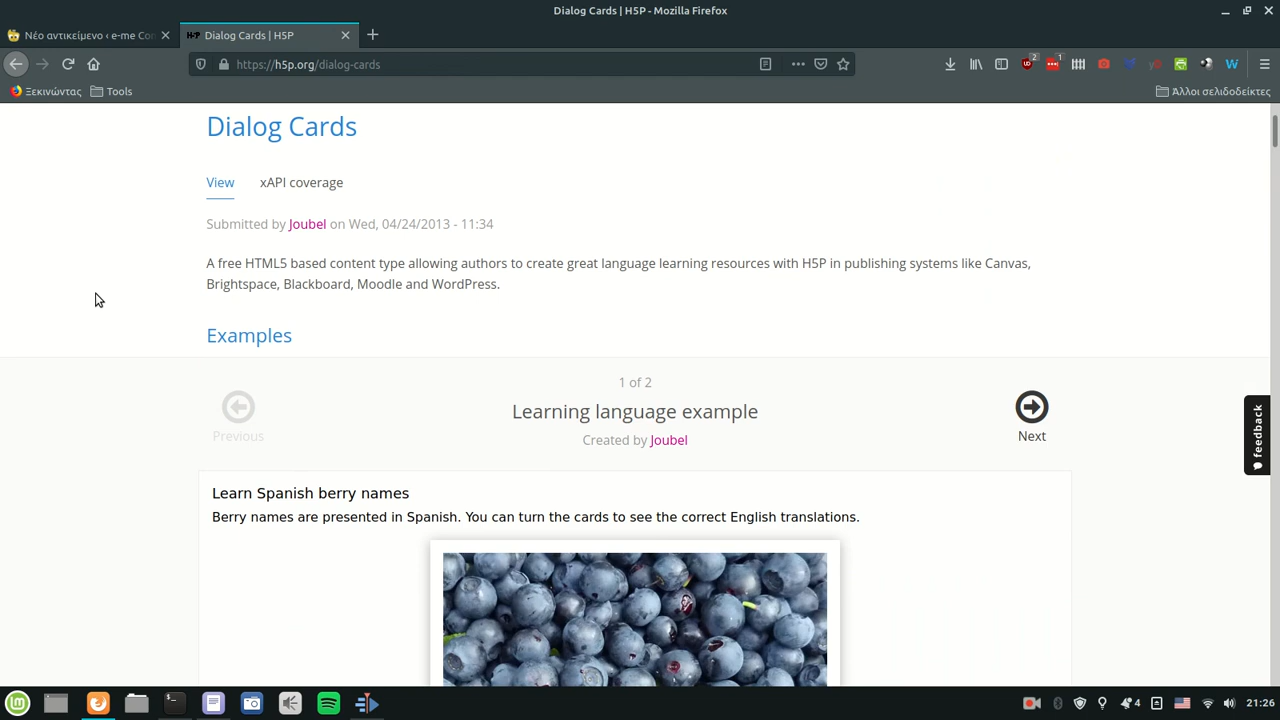 Dialog Cards | H5P - Mozilla Firefox
Νέο αντικείμενο ‹ e-me Con
H5P Dialog Cards | H5P
https://h5p.org/dialog-cards
2
1
Ξεκινώντας
Tools
Άλλοι σελιδοδείκτες
Dialog Cards
View
xAPI coverage
Submitted by Joubel on Wed, 04/24/2013 - 11:34
A free HTML5 based content type allowing authors to create great language learning resources with H5P in publishing systems like Canvas,
Brightspace, Blackboard, Moodle and WordPress.
Examples
1 of 2
Learning language example
Created by Joubel
Previous
Next
feedback
Learn Spanish berry names
Berry names are presented in Spanish. You can turn the cards to see the correct English translations.
4
21:26